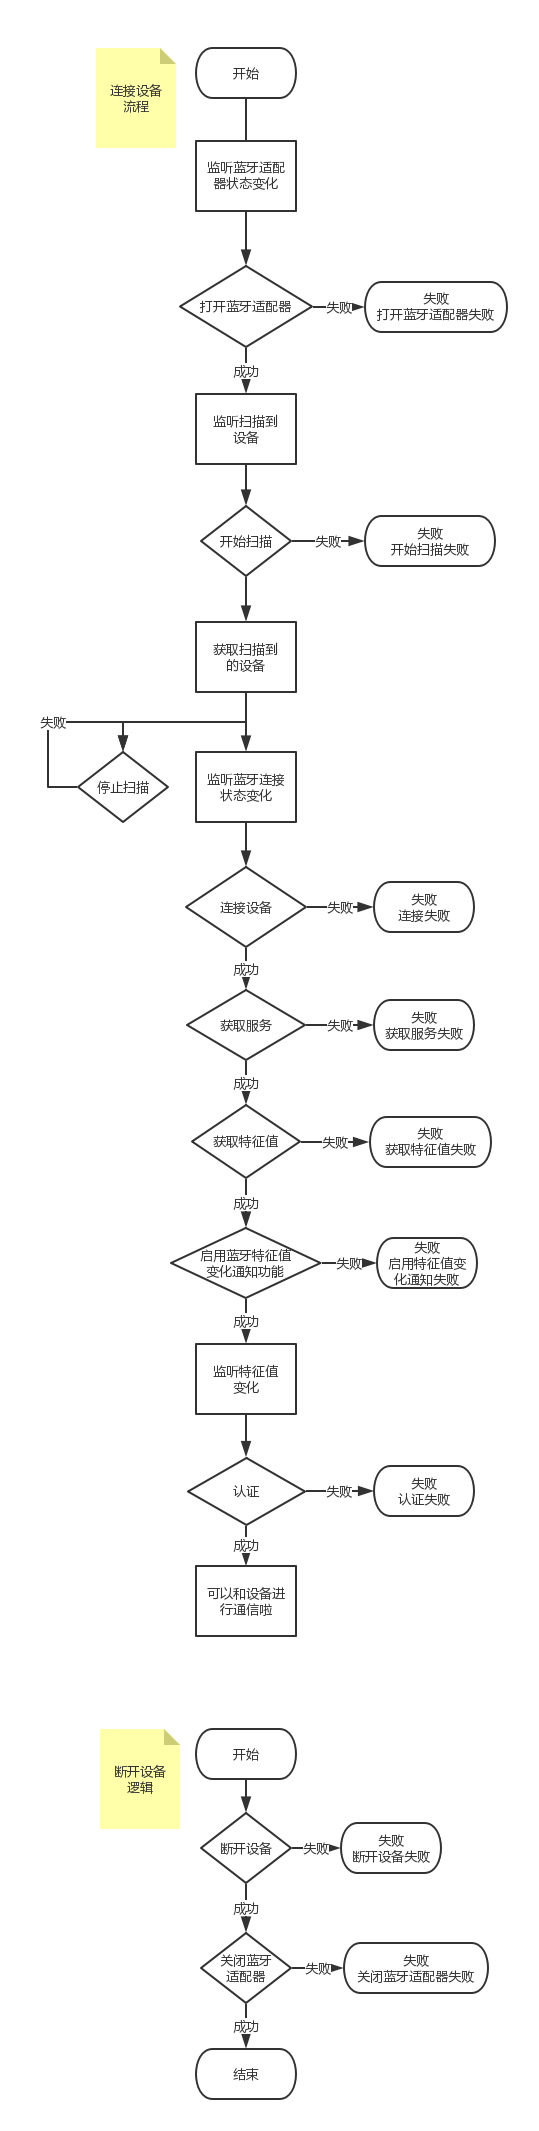 连接设备
流程
开始
监听蓝牙适配
器状态变化
打开蓝牙适配器
失败
失败
打开蓝牙适配器失败
成功
监听扫描到
设备
开始扫描
失败
失败
开始扫描失败
获取扫描到
的设备
失败
停止扫描
监听蓝牙连接
状态变化
连接设备
失败
失败
连接失败
成功
获取服务
失败
失败
获取服务失败
成功
获取特征值
失败
失败
获取特征值失败
成功
启用蓝牙特征值
变化通知功能
失败
失败
启用特征值变
化通知失败
成功
监听特征值
变化
认证
失败
失败
认证失败
成功
可以和设备进
行通信啦
断开设备
逻辑
开始
断开设备
失败
失败
断开设备失败
成功
关闭蓝牙
适配器
失败
失败
关闭蓝牙适配器失败
成功
结束